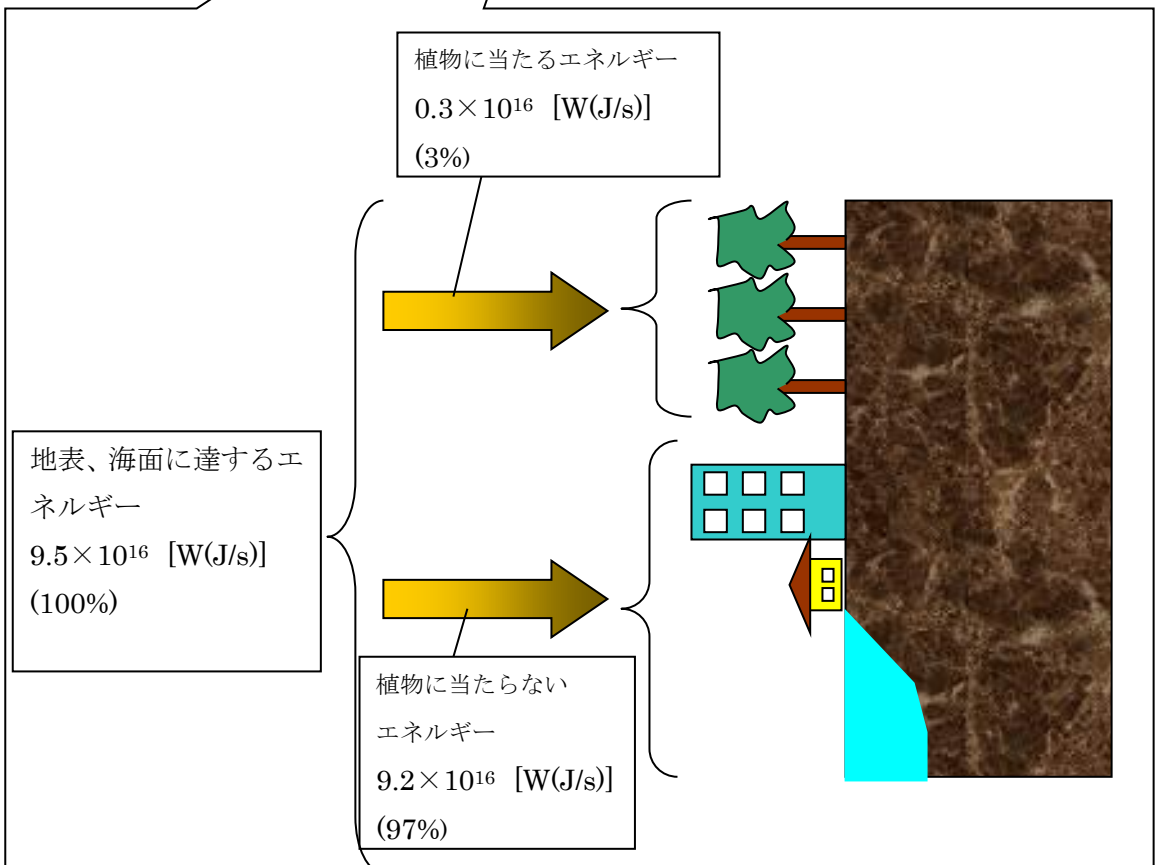 植物に当たるエネルギー
0.3×10¹⁶ [W(J/s)]
(3%)
地表、海面に達するエ
ネルギー
9.5×10¹⁶ [W(J/s)]
(100%)
植物に当たらない
エネルギー
9.2×10¹⁶ [W(J/s)]
(97%)